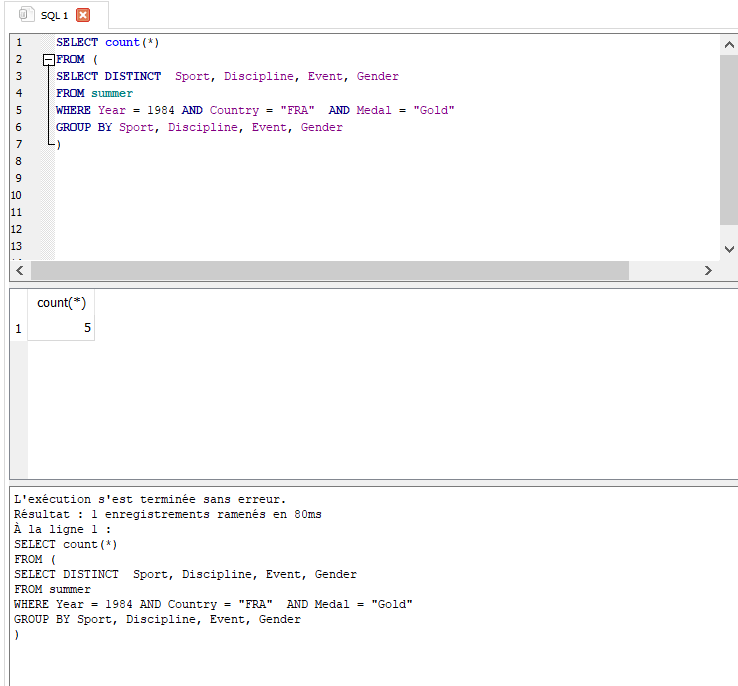 SQL 1
1 SELECT count(*)
2 FROM (
3 SELECT DISTINCT  Sport, Discipline, Event, Gender
4 FROM summer
5 WHERE Year = 1984 AND Country = "FRA"  AND Medal = "Gold"
6 GROUP BY Sport, Discipline, Event, Gender
7 )
8
9
10
11
12
13
count(*)
1 5
L'exécution s'est terminée sans erreur.
Résultat : 1 enregistrements ramenés en 80ms
À la ligne 1 :
SELECT count(*)
FROM (
SELECT DISTINCT  Sport, Discipline, Event, Gender
FROM summer
WHERE Year = 1984 AND Country = "FRA"  AND Medal = "Gold"
GROUP BY Sport, Discipline, Event, Gender
)